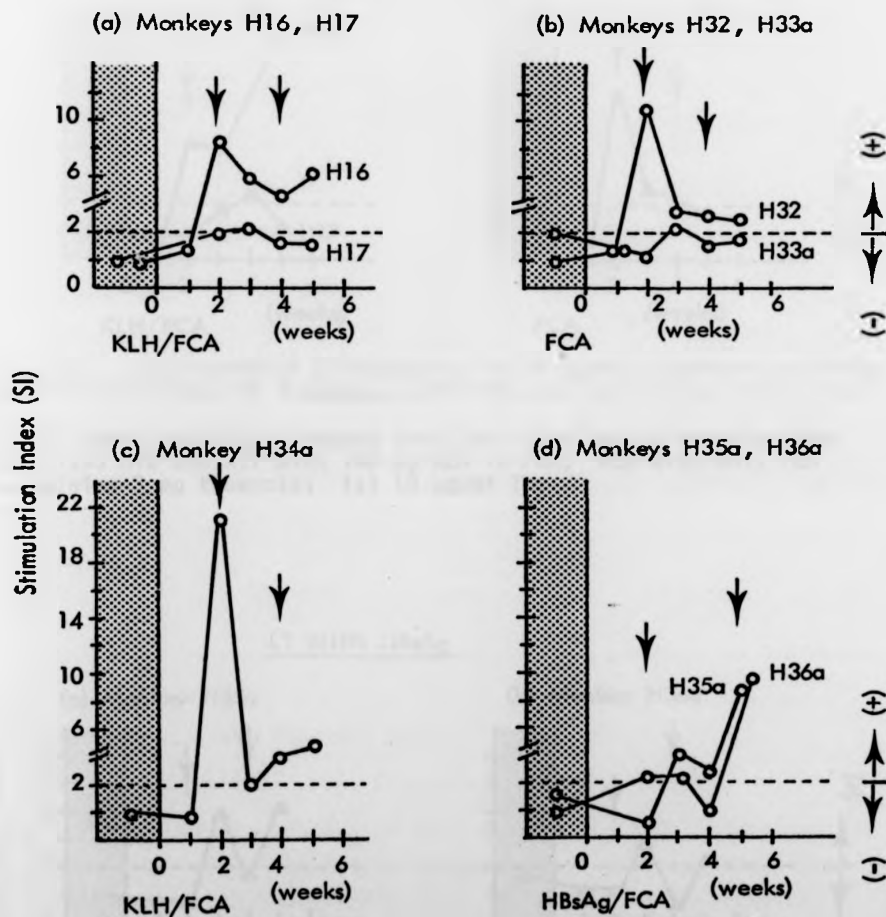 (a) Monkeys H16, H17
10
6
2
0
H16
H17
0 2 4 6
(weeks)
KLH/FCA
(b) Monkeys H32, H33a
H32
H33a
0 2 4 6
(weeks)
FCA
(+)
(-)
Stimulation Index (SI)
(c) Monkey H34a
22
18
14
10
6
2
0 2 4 6
(weeks)
KLH/FCA
(d) Monkeys H35a, H36a
H35a
H36a
0 2 4 6
(weeks)
HBsAg/FCA
(+)
(-)